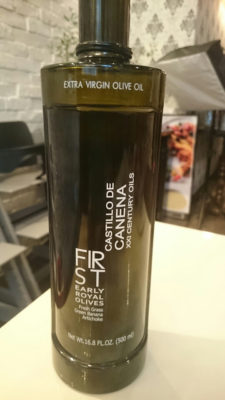 EXTRA VIRGIN OLIVE OIL
CASTILLO DE
CANENA
XXI CENTURY OILS
FIR
ST
EARLY
ROYAL
OLIVES
Fresh Grass
Green Banana
Artichoke
Net Wt. 16.8 FL.OZ. (500 ml)